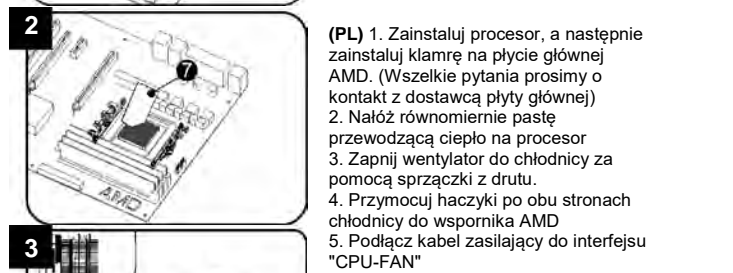 2
7
AMD
3
(PL) 1. Zainstaluj procesor, a następnie
zainstaluj klamrę na płycie głównej
AMD. (Wszelkie pytania prosimy o
kontakt z dostawcą płyty głównej)
2. Nałóż równomiernie pastę
przewodzącą ciepło na procesor
3. Zapnij wentylator do chłodnicy za
pomocą sprzączki z drutu.
4. Przymocuj haczyki po obu stronach
chłodnicy do wspornika AMD
5. Podłącz kabel zasilający do interfejsu
"CPU-FAN"